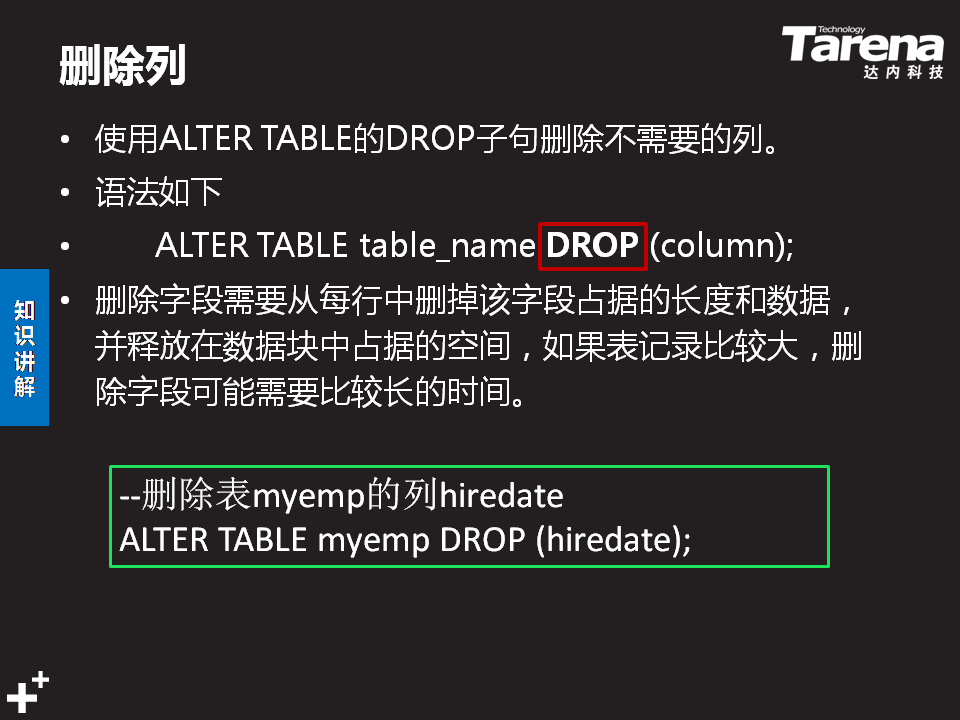 删除列
Technology
Tarena
达内科技
• 使用ALTER TABLE的DROP子句删除不需要的列。
• 语法如下
• ALTER TABLE table_name DROP (column);
• 删除字段需要从每行中删掉该字段占据的长度和数据，
并释放在数据块中占据的空间，如果表记录比较大，删
除字段可能需要比较长的时间。
知识讲解
--删除表myemp的列hiredate
ALTER TABLE myemp DROP (hiredate);